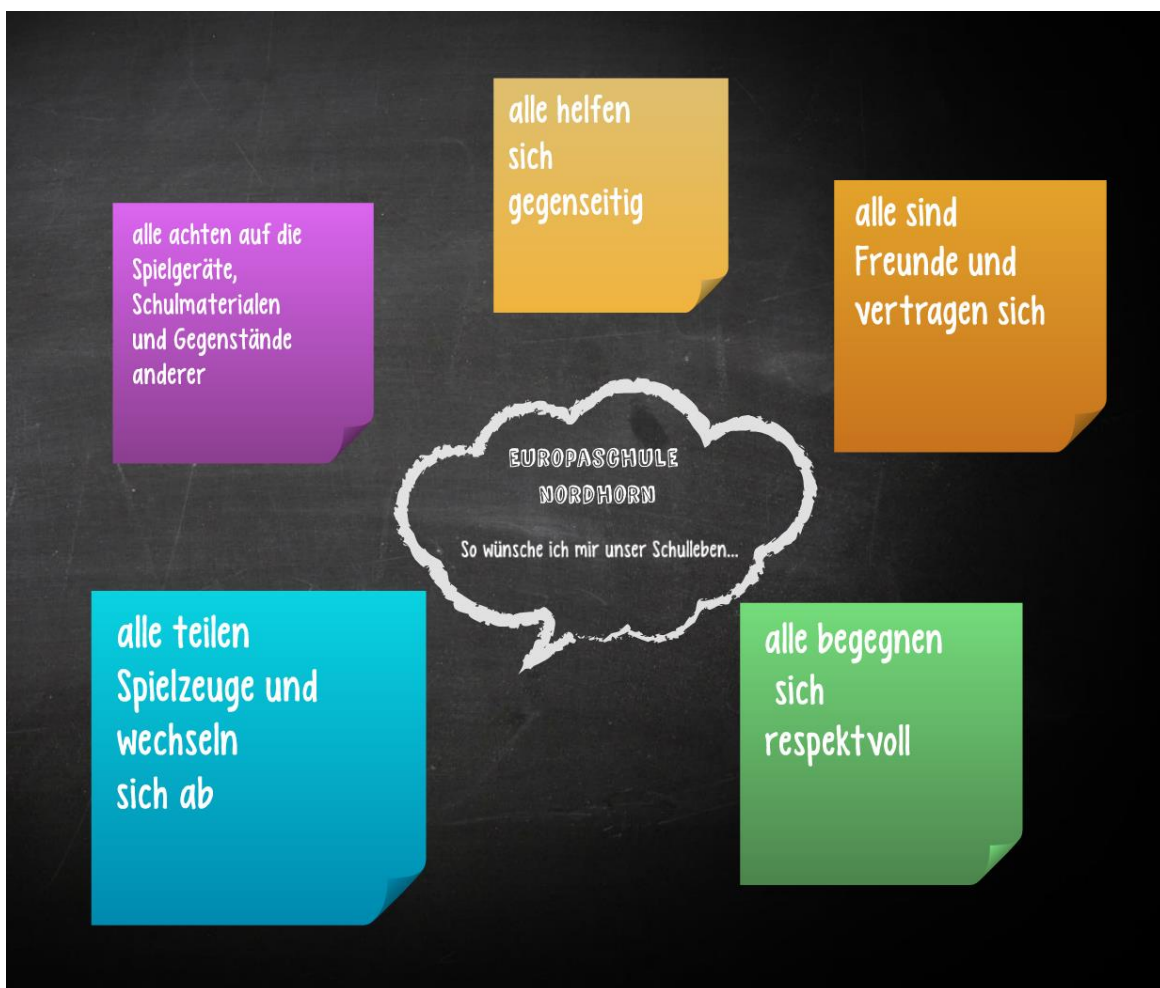 alle helfen
sich
gegenseitig
alle sind
Freunde und
vertragen sich
alle achten auf die
Spielgeräte,
Schulmaterialen
und Gegenstände
anderer
EUROPASCHULE
NORDHORN
So wünsche ich mir unser Schulleben...
alle teilen
Spielzeuge und
wechseln
sich ab
alle begegnen
sich
respektvoll